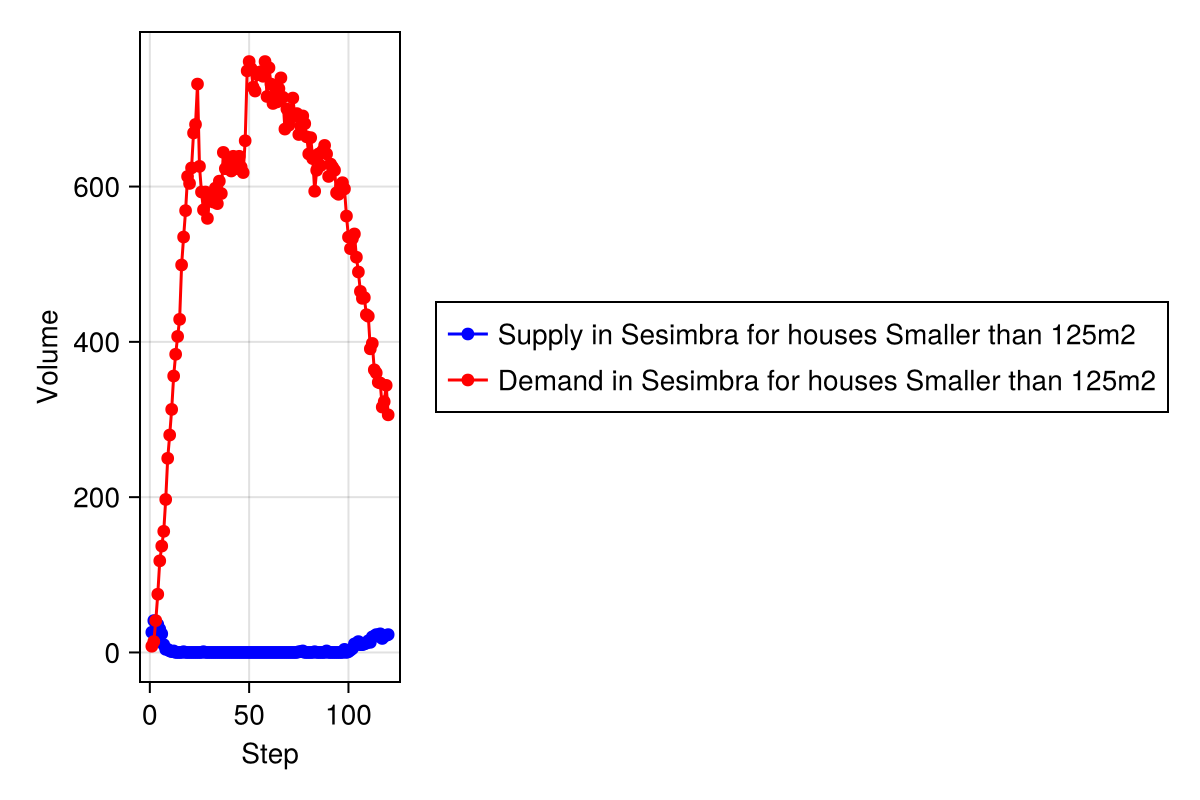 600
400
200
0
Volume
0 50 100
Step
Supply in Sesimbra for houses Smaller than 125m2
Demand in Sesimbra for houses Smaller than 125m2